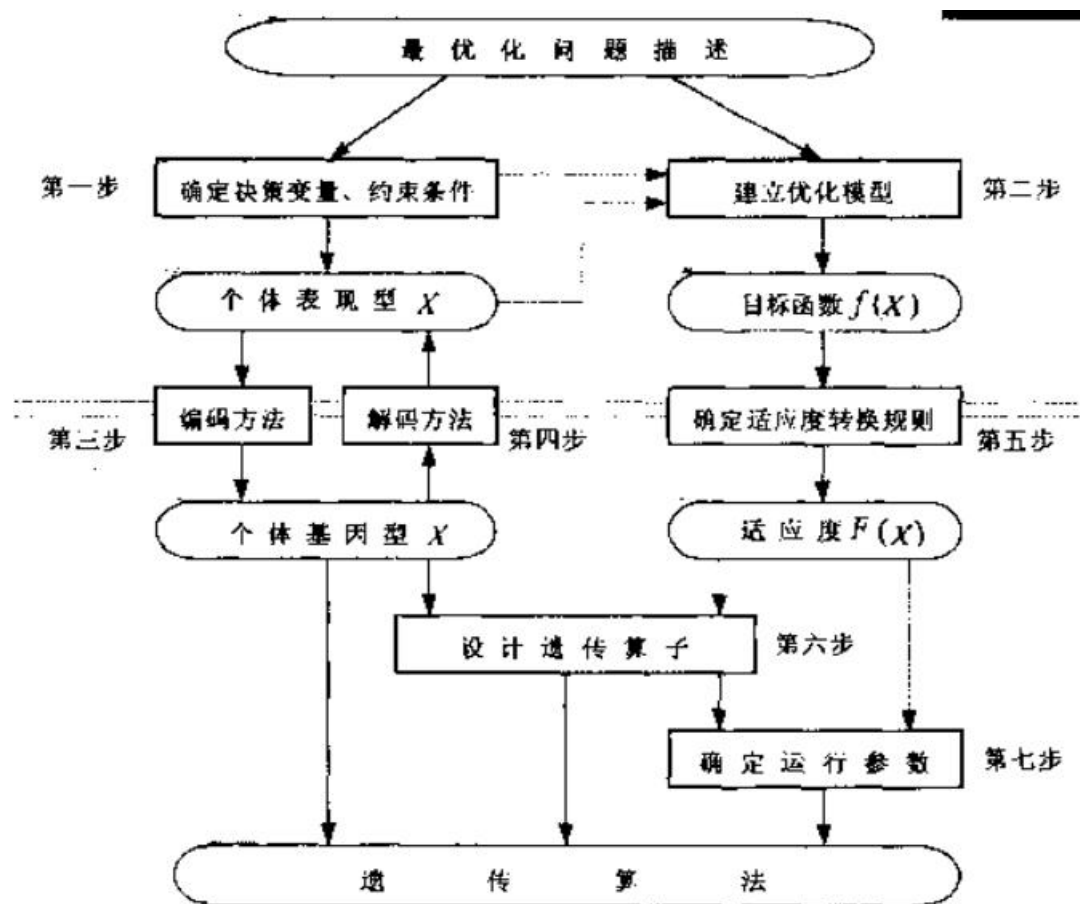 最优化问题描述
第一步
确定决策变量、约束条件
建立优化模型
第二步
个体表现型 X
目标函数 f(X)
第三步
编码方法
解码方法
第四步
确定适应度转换规则
第五步
个体基因型 X
适应度 F(X)
设计遗传算子
第六步
确定运行参数
第七步
遗传算法